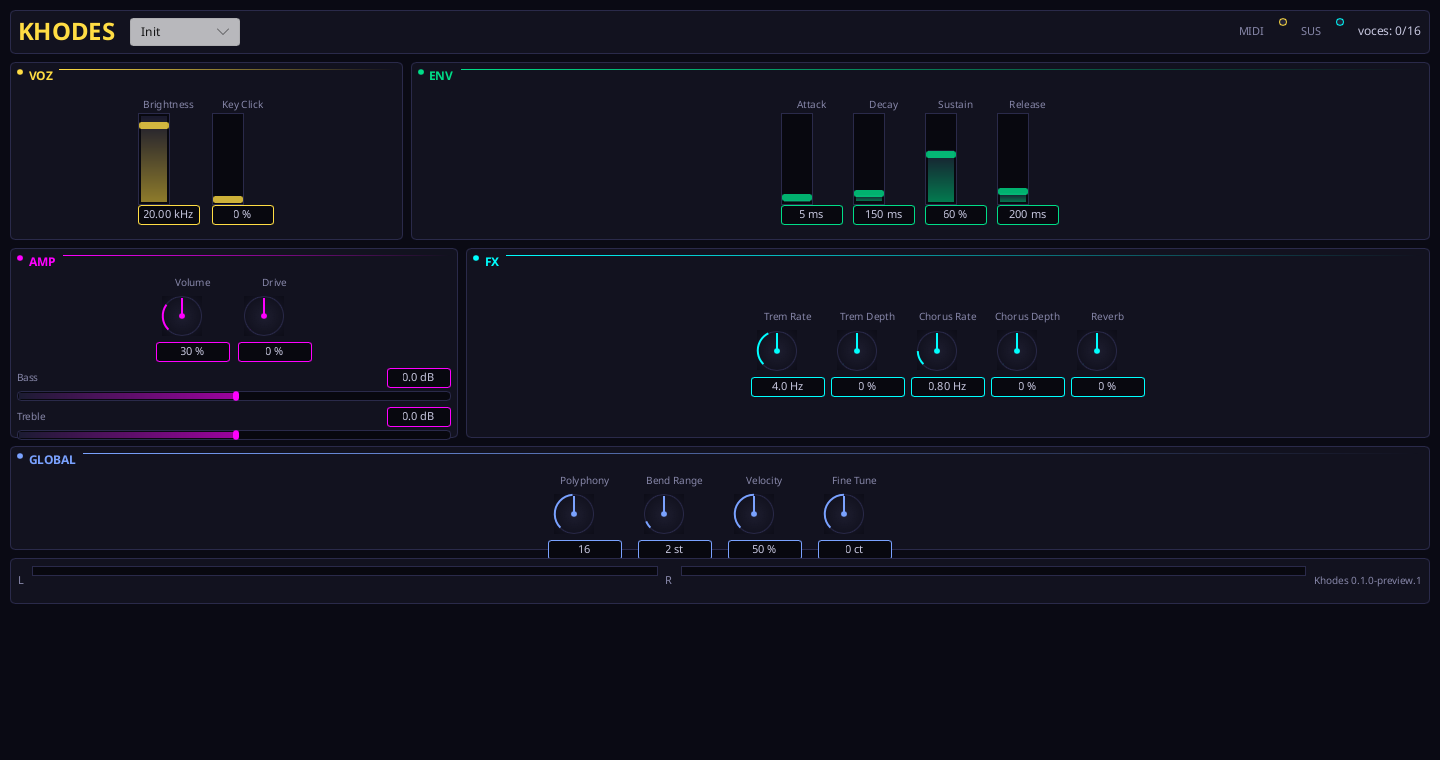 KHODES Init MIDI SUS voces: 0/16
VOZ
Brightness Key Click
20.00 kHz 0 %
ENV
Attack Decay Sustain Release
5 ms 150 ms 60 % 200 ms
AMP
Volume Drive
30 % 0 %
Bass 0.0 dB
Treble 0.0 dB
FX
Trem Rate Trem Depth Chorus Rate Chorus Depth Reverb
4.0 Hz 0 % 0.80 Hz 0 % 0 %
GLOBAL
Polyphony Bend Range Velocity Fine Tune
16 2 st 50 % 0 ct
L R Khodes 0.1.0-preview.1